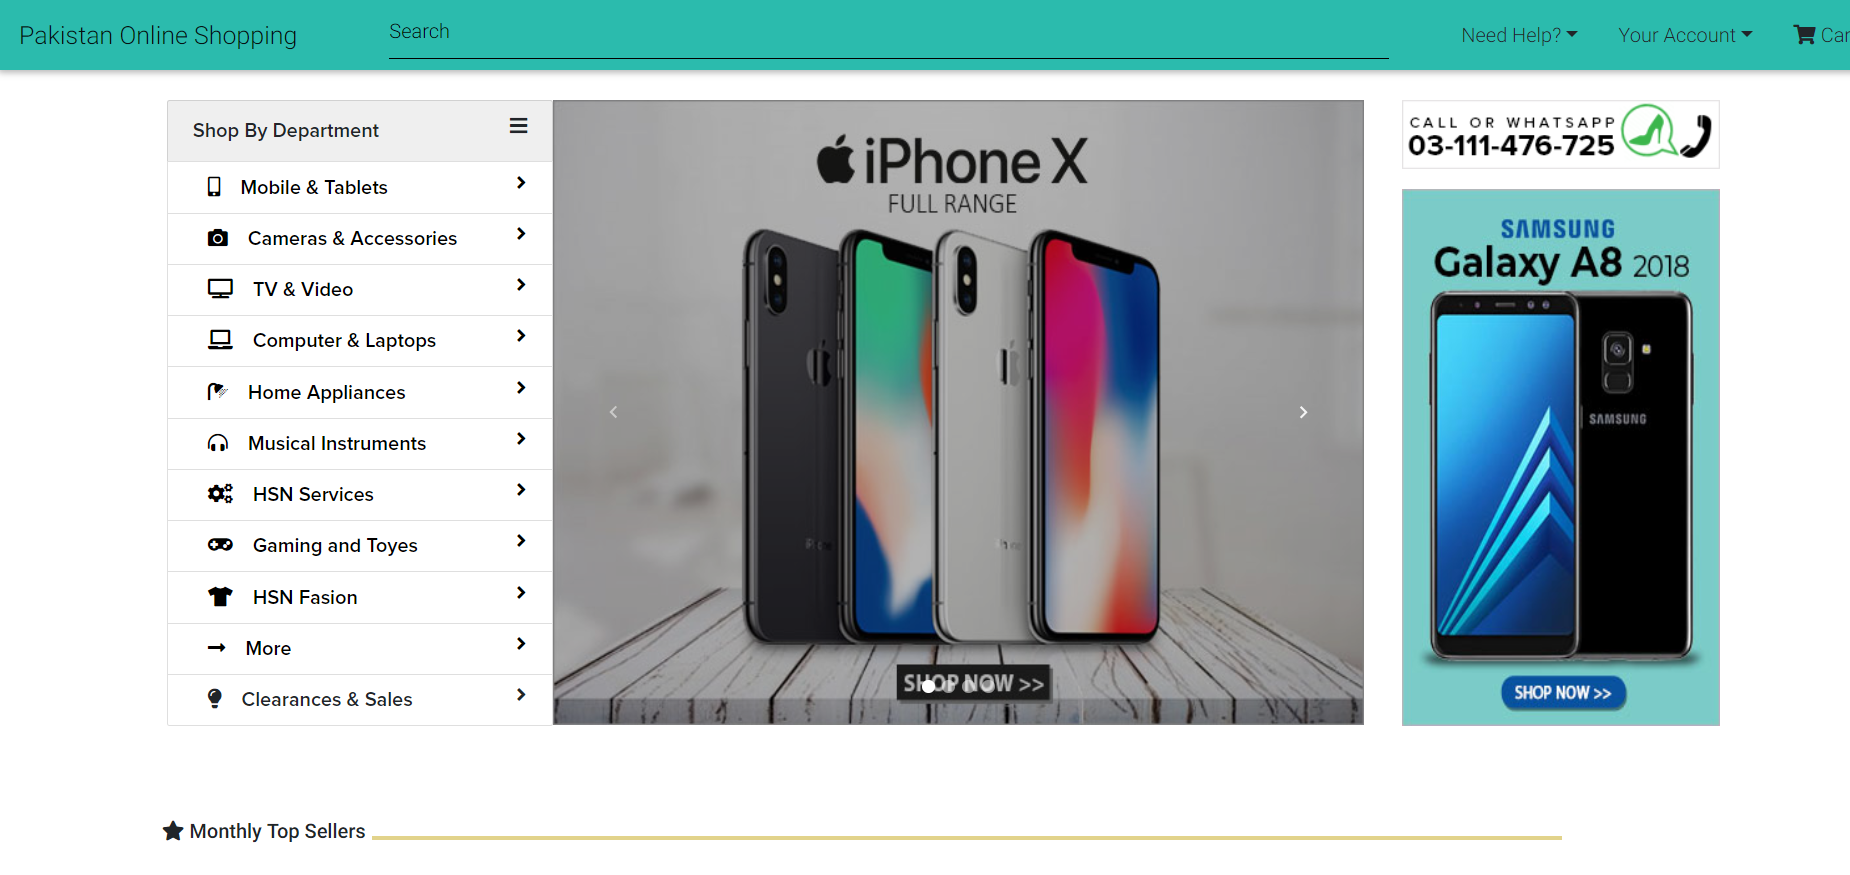 Pakistan Online Shopping
Search
Need Help?
Your Account
Car
Shop By Department
Mobile & Tablets
Cameras & Accessories
TV & Video
Computer & Laptops
Home Appliances
Musical Instruments
HSN Services
Gaming and Toyes
HSN Fasion
More
Clearances & Sales
iPhone X
FULL RANGE
SHOP NOW >>
CALL OR WHATSAPP
03-111-476-725
SAMSUNG
Galaxy A8 2018
SAMSUNG
SHOP NOW >>
Monthly Top Sellers